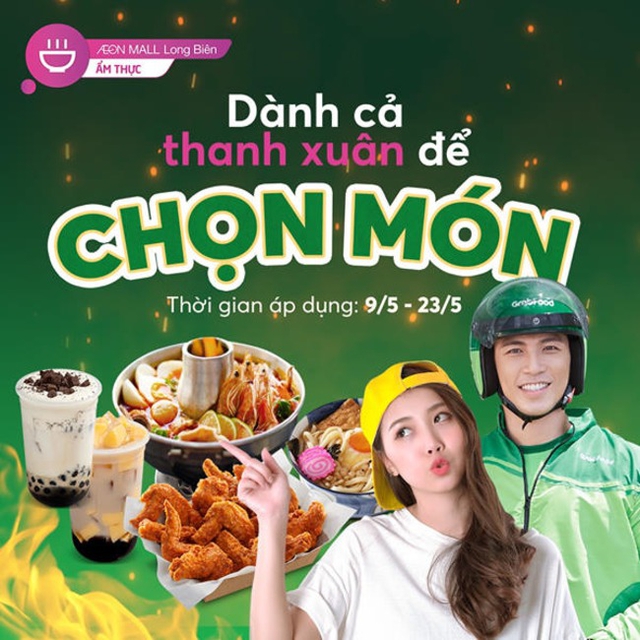 ÆON MALL Long Biên
ẨM THỰC
Dành cả
thanh xuân để
CHỌN MÓN
Thời gian áp dụng: 9/5 - 23/5
GrabFood